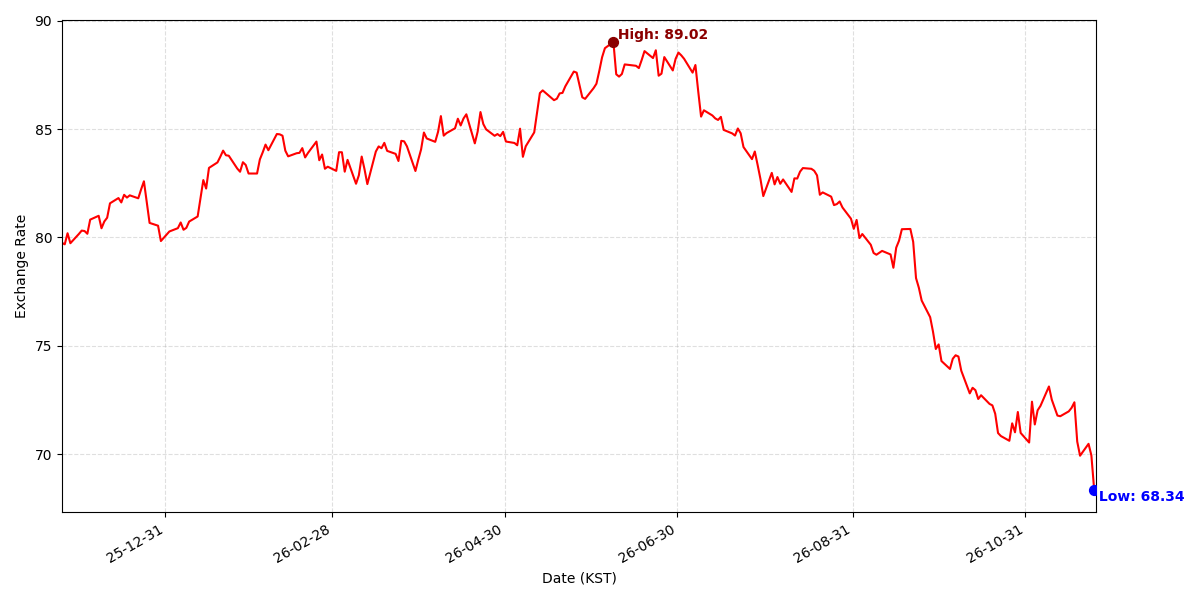 90
High: 89.02
85
80
75
70
Low: 68.34
Exchange Rate
25-12-31
26-02-28
26-04-30
26-06-30
26-08-31
26-10-31
Date (KST)